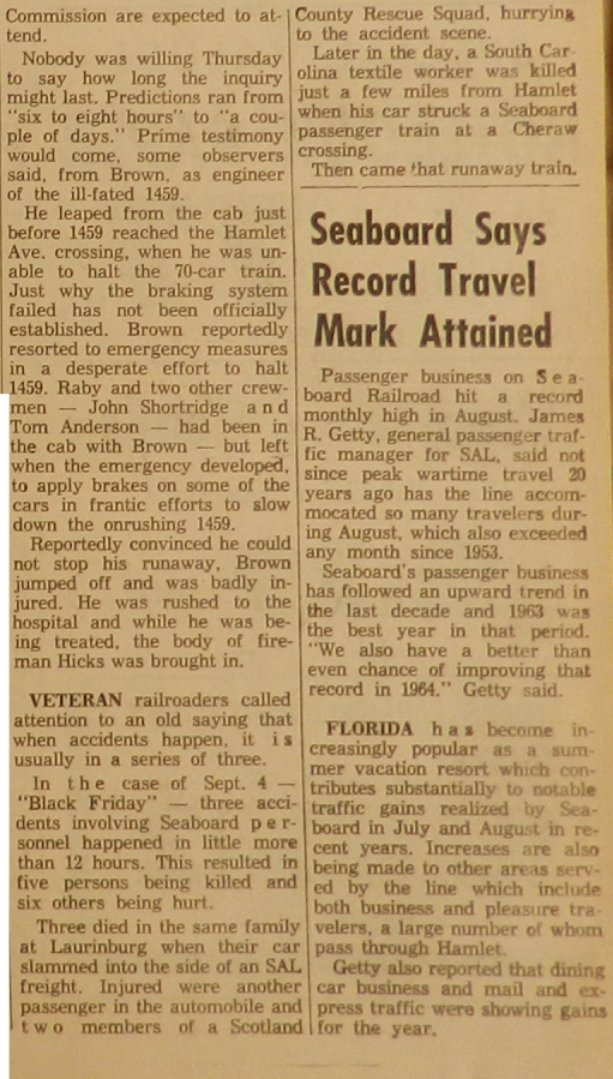 Commission are expected to at-
tend.
Nobody was willing Thursday
to say how long the inquiry
might last. Predictions ran from
"six to eight hours" to "a cou-
ple of days." Prime testimony
would come, some observers
said, from Brown, as engineer
of the ill-fated 1459.
He leaped from the cab just
before 1459 reached the Hamlet
Ave. crossing, when he was un-
able to halt the 70-car train.
Just why the braking system
failed has not been officially
established. Brown reportedly
resorted to emergency measures
in a desperate effort to halt
1459. Raby and two other crew-
men — John Shortridge and
Tom Anderson — had been in
the cab with Brown — but left
when the emergency developed,
to apply brakes on some of the
cars in frantic efforts to slow
down the onrushing 1459.
Reportedly convinced he could
not stop his runaway, Brown
jumped off and was badly in-
jured. He was rushed to the
hospital and while he was be-
ing treated, the body of fire-
man Hicks was brought in.
VETERAN railroaders called
attention to an old saying that
when accidents happen, it is
usually in a series of three.
In the case of Sept. 4 —
"Black Friday" — three acci-
dents involving Seaboard per-
sonnel happened in little more
than 12 hours. This resulted in
five persons being killed and
six others being hurt.
Three died in the same family
at Laurinburg when their car
slammed into the side of an SAL
freight. Injured were another
passenger in the automobile and
two members of a Scotland
County Rescue Squad, hurrying
to the accident scene.
Later in the day, a South Car-
olina textile worker was killed
just a few miles from Hamlet
when his car struck a Seaboard
passenger train at a Cheraw
crossing.
Then came that runaway train.
Seaboard Says
Record Travel
Mark Attained
Passenger business on Sea-
board Railroad hit a record
monthly high in August. James
R. Getty, general passenger traf-
fic manager for SAL, said not
since peak wartime travel 20
years ago has the line accom-
mocated so many travelers dur-
ing August, which also exceeded
any month since 1953.
Seaboard's passenger business
has followed an upward trend in
the last decade and 1963 was
the best year in that period.
"We also have a better than
even chance of improving that
record in 1964." Getty said.
FLORIDA has become in-
creasingly popular as a sum-
mer vacation resort which con-
tributes substantially to notable
traffic gains realized by Sea-
board in July and August in re-
cent years. Increases are also
being made to other areas serv-
ed by the line which include
both business and pleasure tra-
velers, a large number of whom
pass through Hamlet.
Getty also reported that dining
car business and mail and ex-
press traffic were showing gains
for the year.